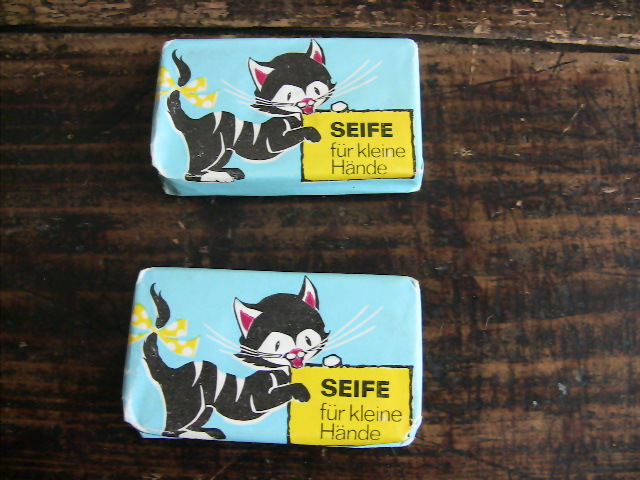 SEIFE
für kleine
Hände
SEIFE
für kleine
Hände